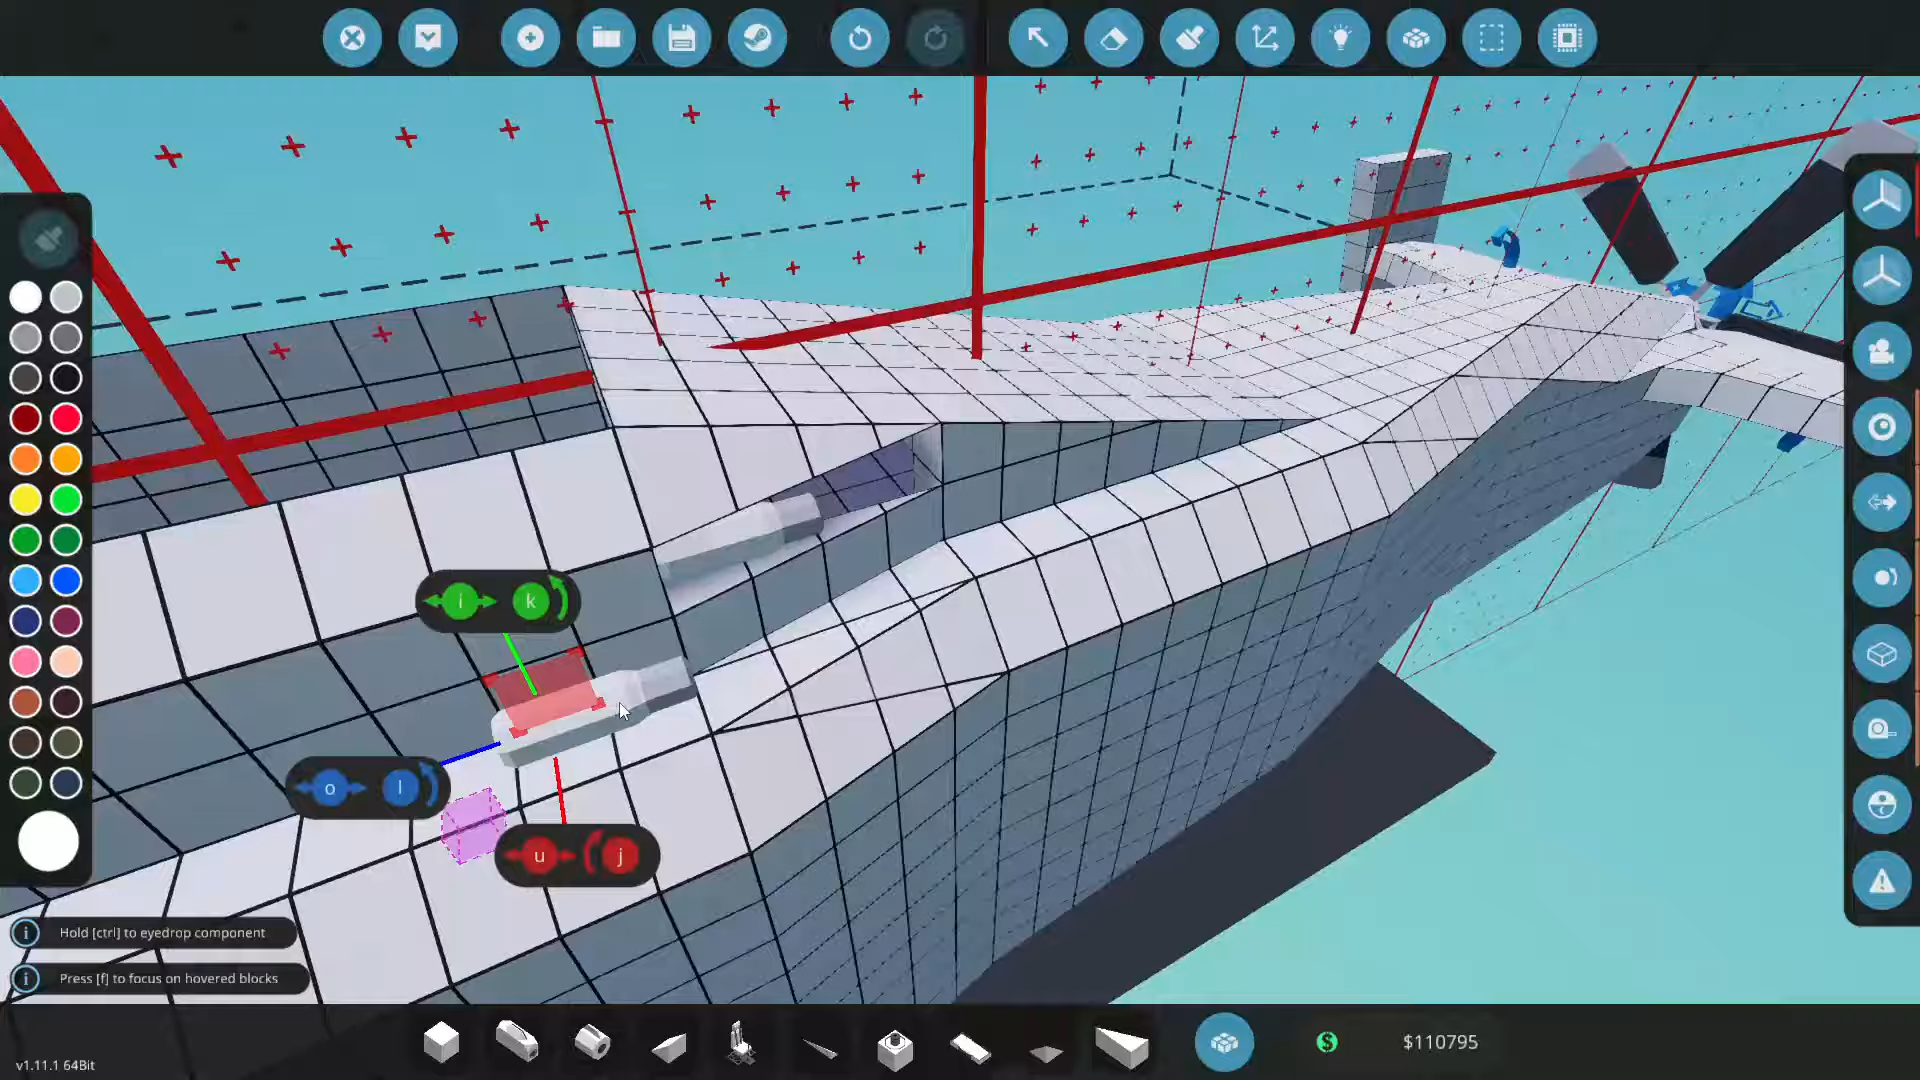 i k
o l
u j
Hold [ctrl] to eyedrop component
Press [f] to focus on hovered blocks
$ $110795
v1.11.1 64Bit